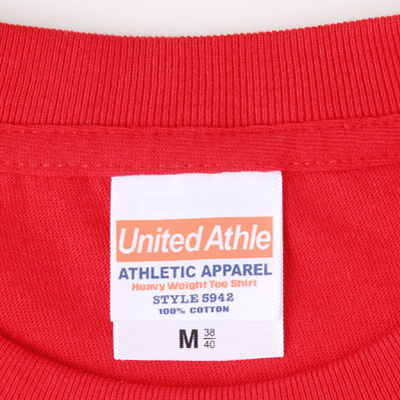 United Athle
ATHLETIC APPAREL
Heavy Weight Tee Shirt
STYLE 5942
100% COTTON
M 38/40